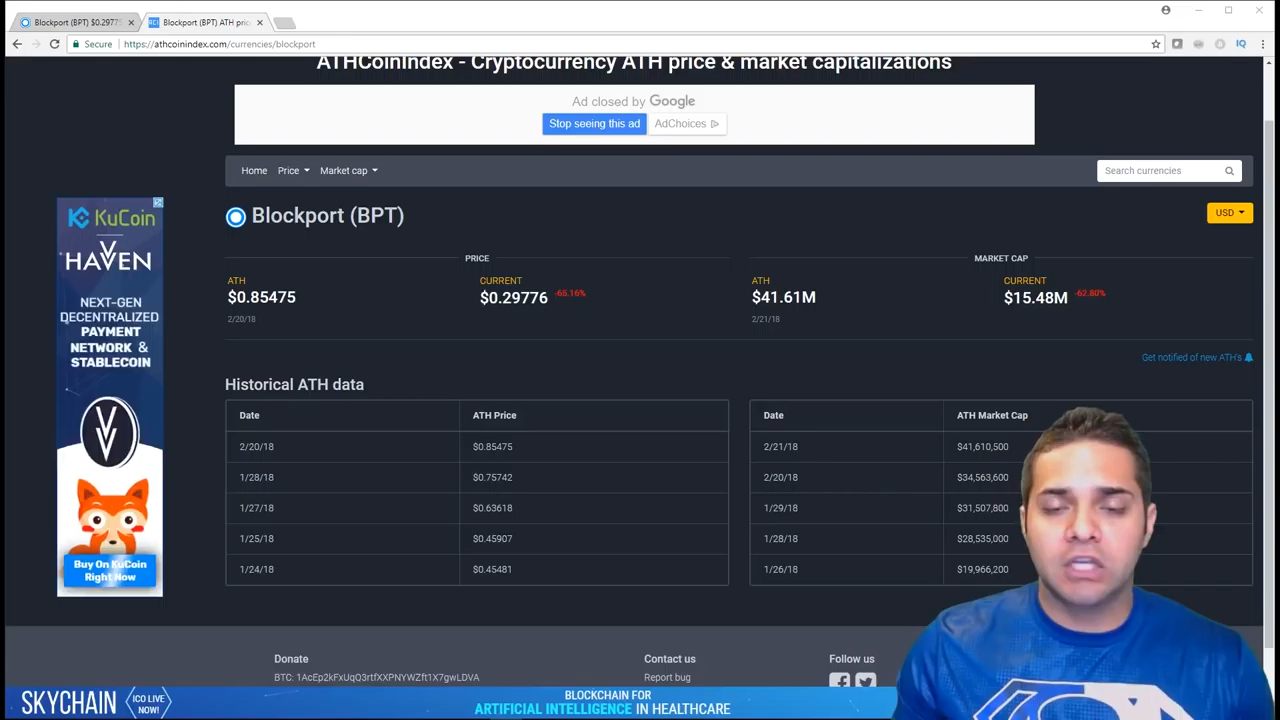 Blockport (BPT) $0.29775
Blockport (BPT) ATH pric
Secure
https://athcoinindex.com/currencies/blockport
ATHCoinIndex - Cryptocurrency ATH price & market capitalizations
Ad closed by Google
Stop seeing this ad
AdChoices
Home
Price
Market cap
Search currencies
Blockport (BPT)
USD
PRICE
ATH
$0.85475
2/20/18
CURRENT
$0.29776 -65.16%
MARKET CAP
ATH
$41.61M
2/21/18
CURRENT
$15.48M -62.80%
Get notified of new ATH's
Historical ATH data
Date ATH Price
2/20/18 $0.85475
1/28/18 $0.75742
1/27/18 $0.63618
1/25/18 $0.45907
1/24/18 $0.45481
Date ATH Market Cap
2/21/18 $41,610,500
2/20/18 $34,563,600
1/29/18 $31,507,800
1/28/18 $28,535,000
1/26/18 $19,966,200
KuCoin
HAVEN
NEXT-GEN
DECENTRALIZED
PAYMENT
NETWORK &
STABLECOIN
Buy On KuCoin
Right Now
Donate
BTC: 1AcEp2kFxUqQ3rtfXXPNYWZft1X7gwLDVA
Contact us
Report bug
Follow us
SKYCHAIN
ICO LIVE
NOW!
BLOCKCHAIN FOR
ARTIFICIAL INTELLIGENCE IN HEALTHCARE